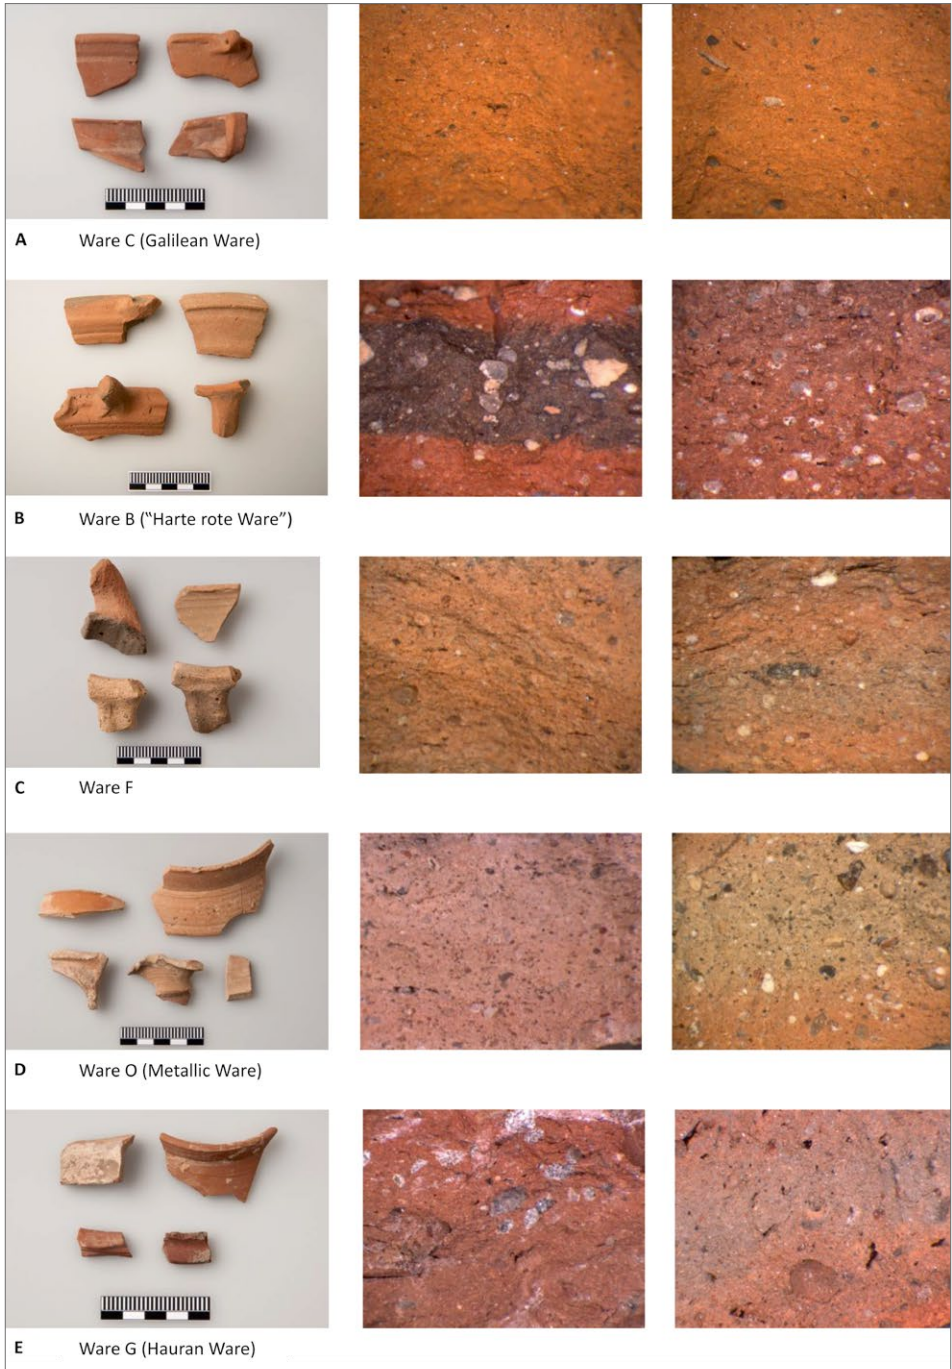 A Ware C (Galilean Ware)
B Ware B (“Harte rote Ware”)
C Ware F
D Ware O (Metallic Ware)
E Ware G (Hauran Ware)